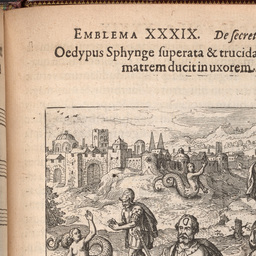 EMBLEMA XXXIX. De secret
Oedypus Sphynge superata & trucida
matrem ducit in uxorem.